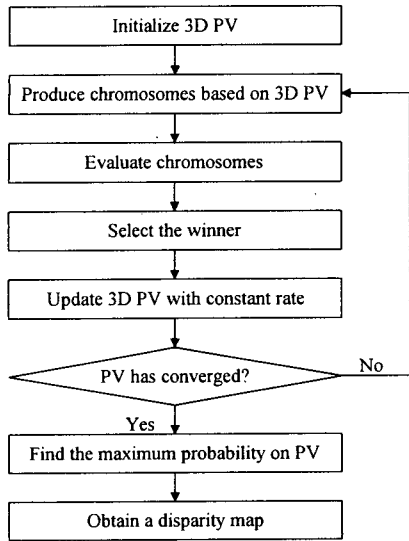 Initialize 3D PV
Produce chromosomes based on 3D PV
Evaluate chromosomes
Select the winner
Update 3D PV with constant rate
PV has converged?
No
Yes
Find the maximum probability on PV
Obtain a disparity map